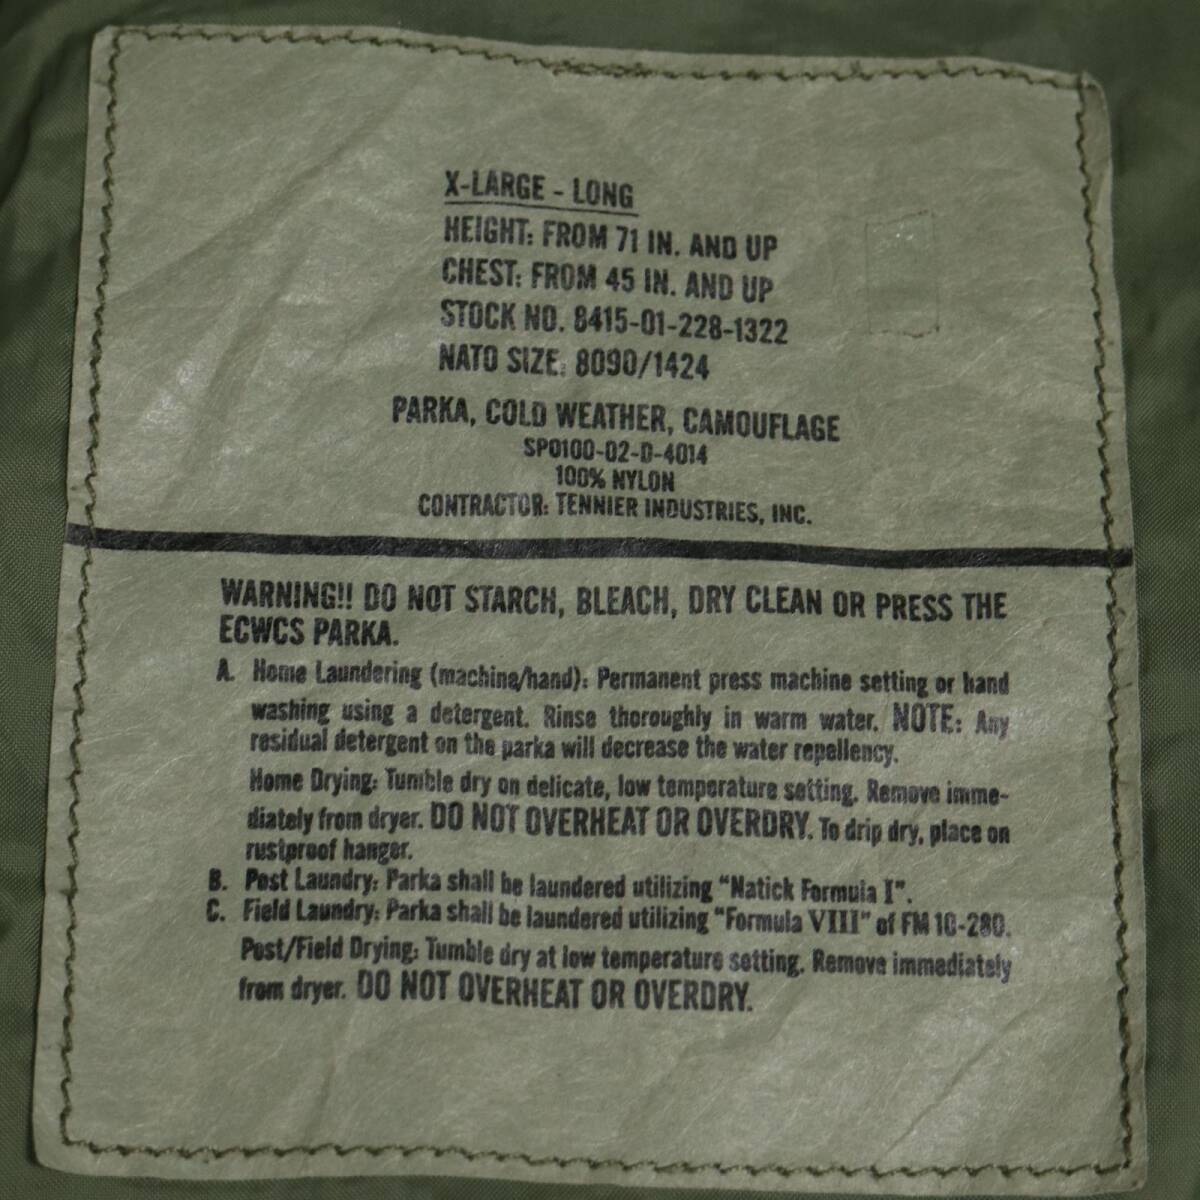 X-LARGE - LONG
HEIGHT: FROM 71 IN. AND UP
CHEST: FROM 45 IN. AND UP
STOCK NO. 8415-01-228-1322
NATO SIZE: 8090/1424
PARKA, COLD WEATHER, CAMOUFLAGE
SP0100-02-D-4014
100% NYLON
CONTRACTOR: TENNIER INDUSTRIES, INC.
WARNING!! DO NOT STARCH, BLEACH, DRY CLEAN OR PRESS THE
ECWCS PARKA.
A. Home Laundering (machine/hand): Permanent press machine setting or hand
washing using a detergent. Rinse thoroughly in warm water. NOTE: Any
residual detergent on the parka will decrease the water repellency.
Home Drying: Tumble dry on delicate, low temperature setting. Remove imme-
diately from dryer. DO NOT OVERHEAT OR OVERDRY. To drip dry, place on
rustproof hanger.
B. Post Laundry: Parka shall be laundered utilizing "Natick Formula I".
C. Field Laundry: Parka shall be laundered utilizing "Formula VIII" of FM 10-280.
Post/Field Drying: Tumble dry at low temperature setting. Remove immediately
from dryer. DO NOT OVERHEAT OR OVERDRY.